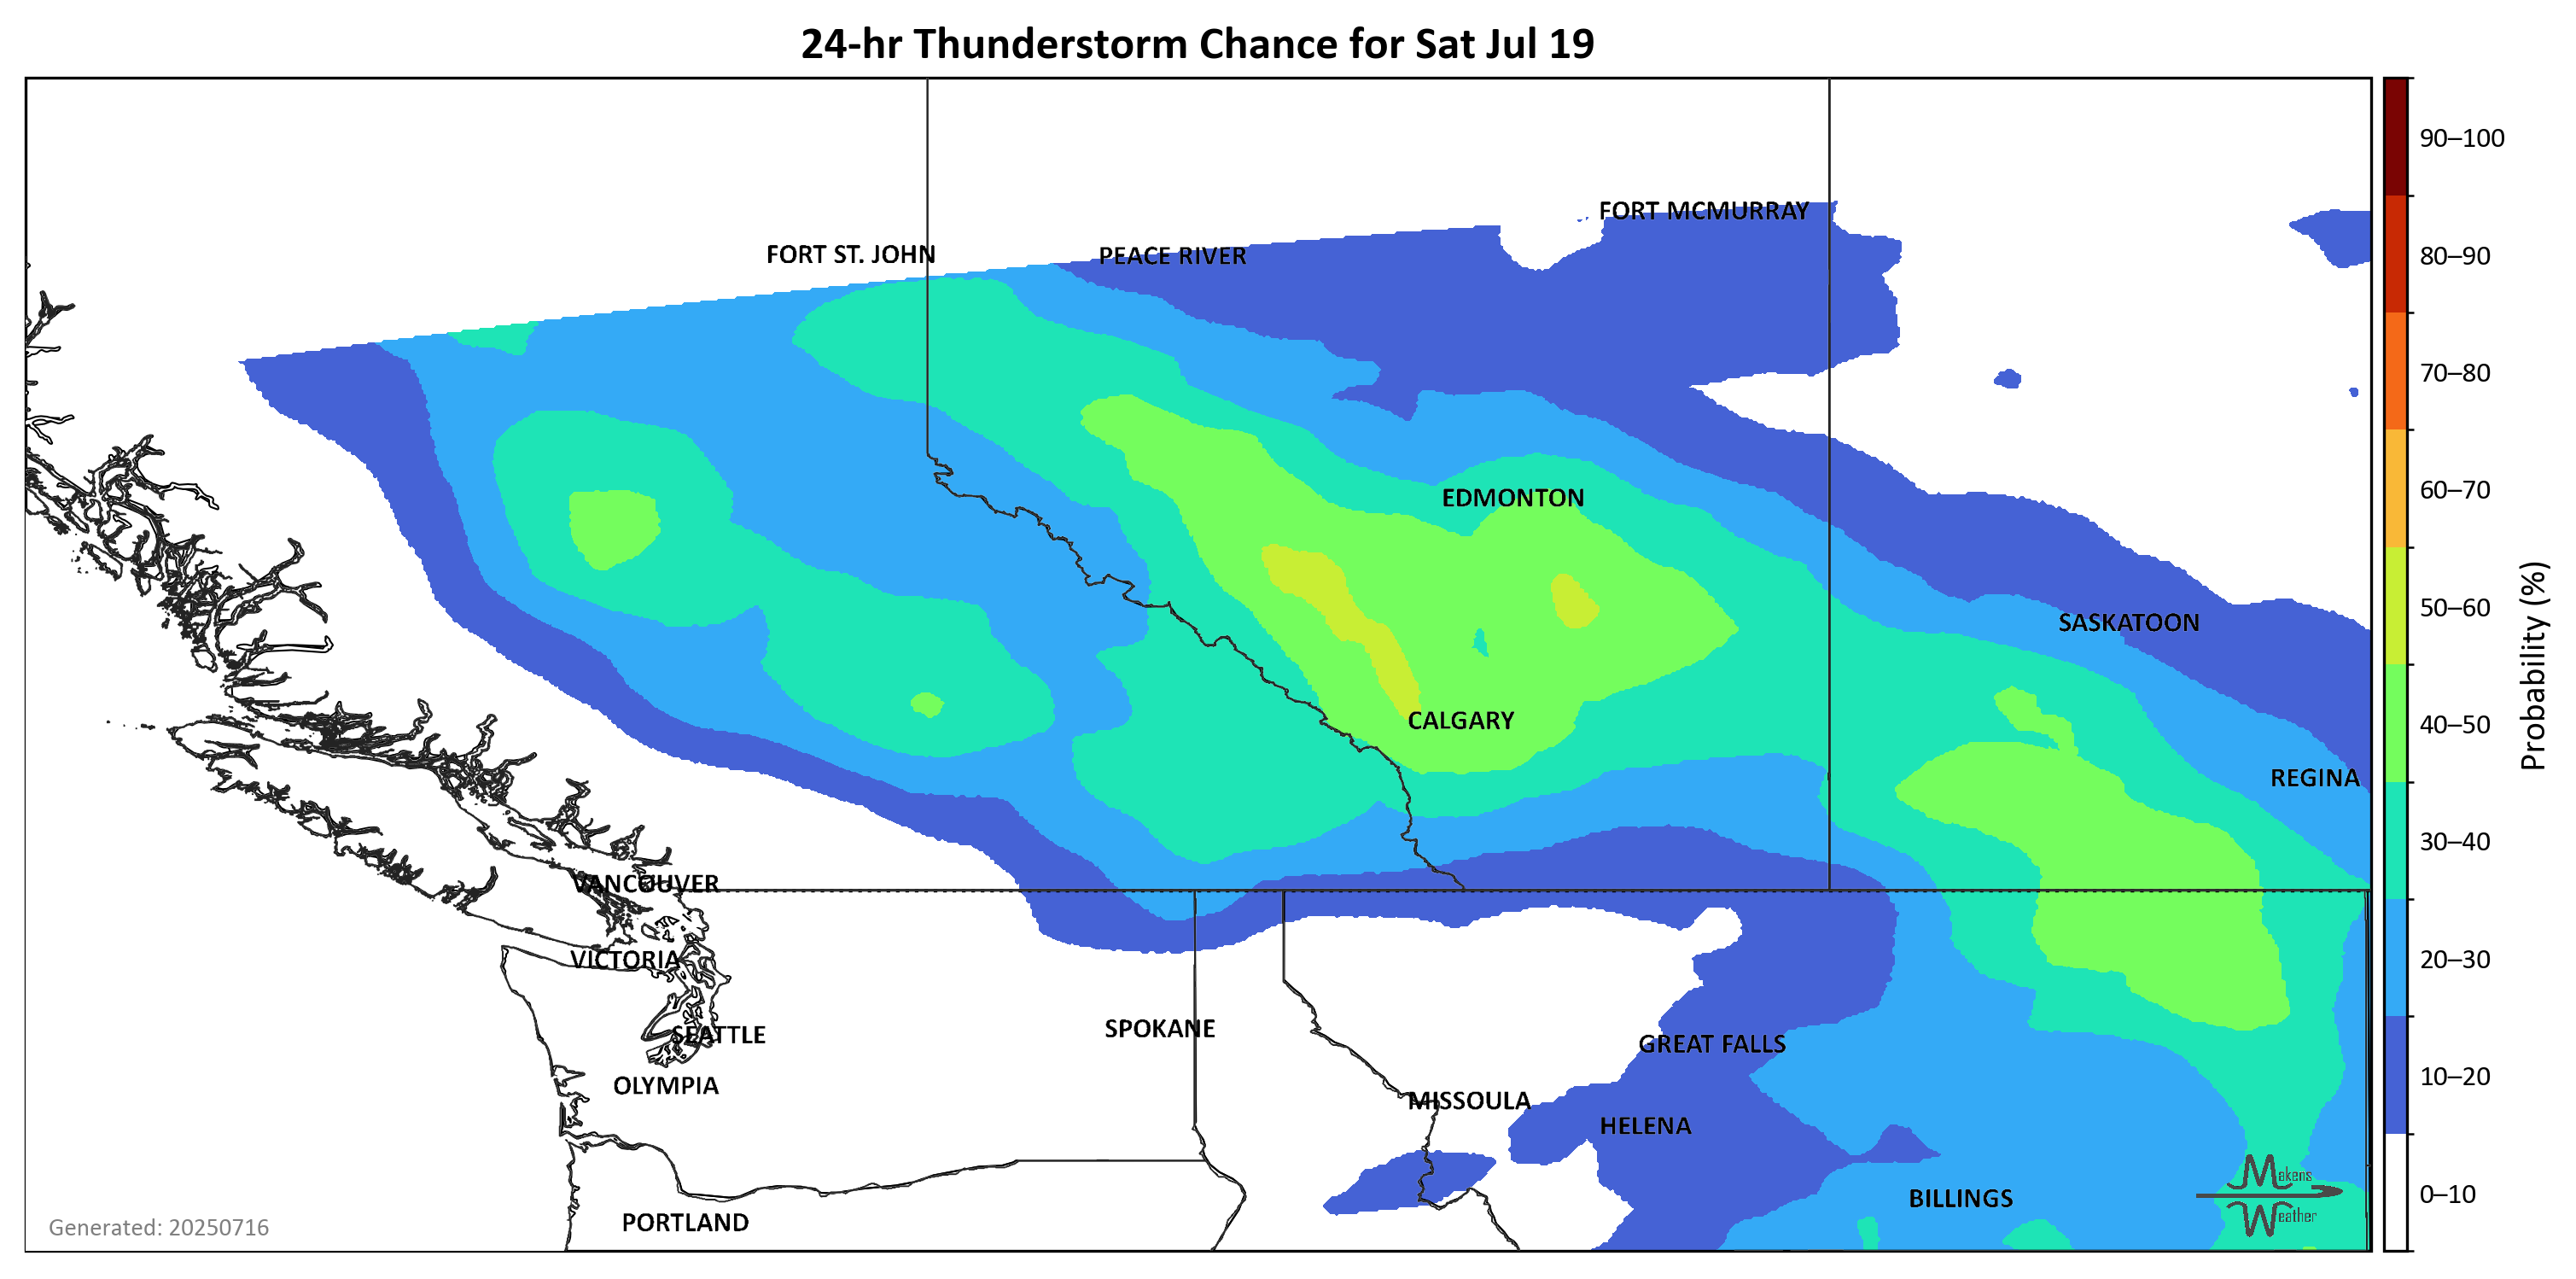 24-hr Thunderstorm Chance for Sat Jul 19
90–100
FORT MCMURRAY
FORT ST. JOHN
PEACE RIVER
80–90
70–80
60–70
EDMONTON
50–60
SASKATOON
Probability (%)
CALGARY
40–50
REGINA
30–40
VANCOUVER
VICTORIA
20–30
SPOKANE
SEATTLE
GREAT FALLS
10–20
OLYMPIA
MISSOULA
HELENA
Makens
Weather
BILLINGS
0–10
PORTLAND
Generated: 20250716